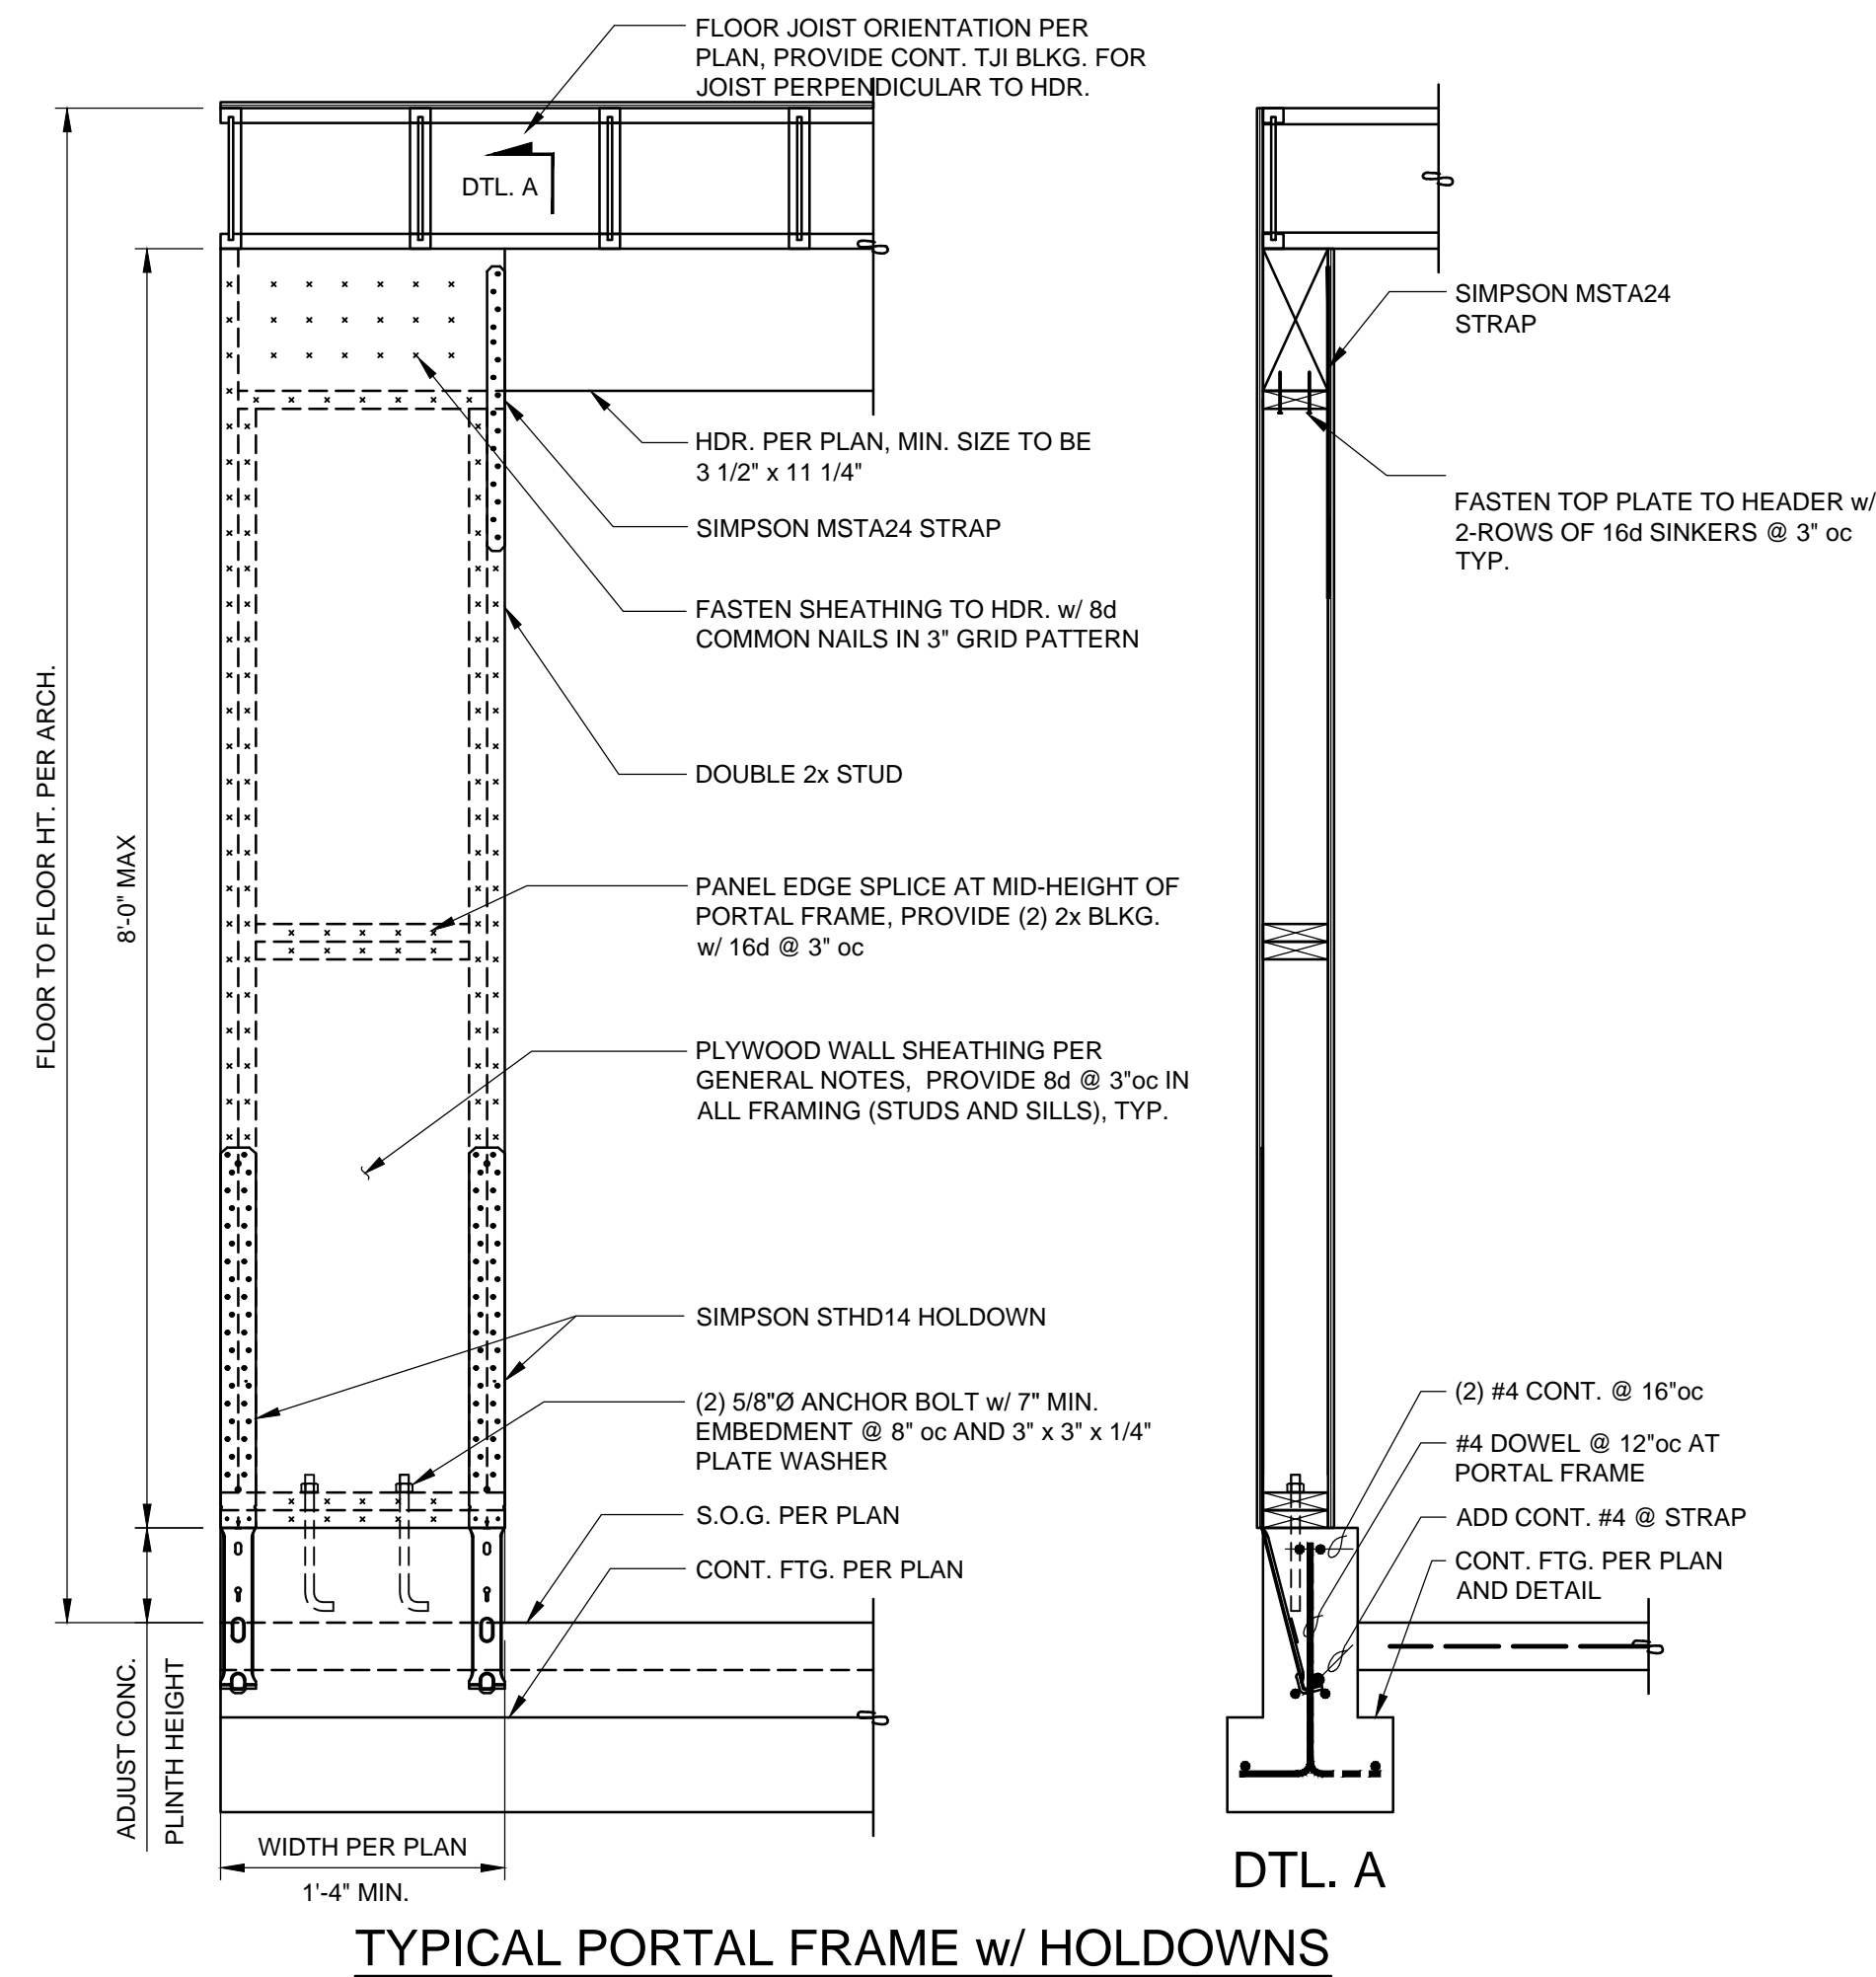 FLOOR JOIST ORIENTATION PER
PLAN, PROVIDE CONT. TJI BLKG. FOR
JOIST PERPENDICULAR TO HDR.
DTL. A
SIMPSON MSTA24
STRAP
HDR. PER PLAN, MIN. SIZE TO BE
3 1/2" x 11 1/4"
SIMPSON MSTA24 STRAP
FASTEN TOP PLATE TO HEADER w/
2-ROWS OF 16d SINKERS @ 3" oc
TYP.
FASTEN SHEATHING TO HDR. w/ 8d
COMMON NAILS IN 3" GRID PATTERN
DOUBLE 2x STUD
FLOOR TO FLOOR HT. PER ARCH.
8'-0" MAX
PANEL EDGE SPLICE AT MID-HEIGHT OF
PORTAL FRAME, PROVIDE (2) 2x BLKG.
w/ 16d @ 3" oc
PLYWOOD WALL SHEATHING PER
GENERAL NOTES, PROVIDE 8d @ 3"oc IN
ALL FRAMING (STUDS AND SILLS), TYP.
SIMPSON STHD14 HOLDOWN
(2) 5/8"Ø ANCHOR BOLT w/ 7" MIN.
EMBEDMENT @ 8" oc AND 3" x 3" x 1/4"
PLATE WASHER
S.O.G. PER PLAN
CONT. FTG. PER PLAN
(2) #4 CONT. @ 16"oc
#4 DOWEL @ 12"oc AT
PORTAL FRAME
ADD CONT. #4 @ STRAP
CONT. FTG. PER PLAN
AND DETAIL
ADJUST CONC.
PLINTH HEIGHT
WIDTH PER PLAN
1'-4" MIN.
DTL. A
TYPICAL PORTAL FRAME w/ HOLDOWNS